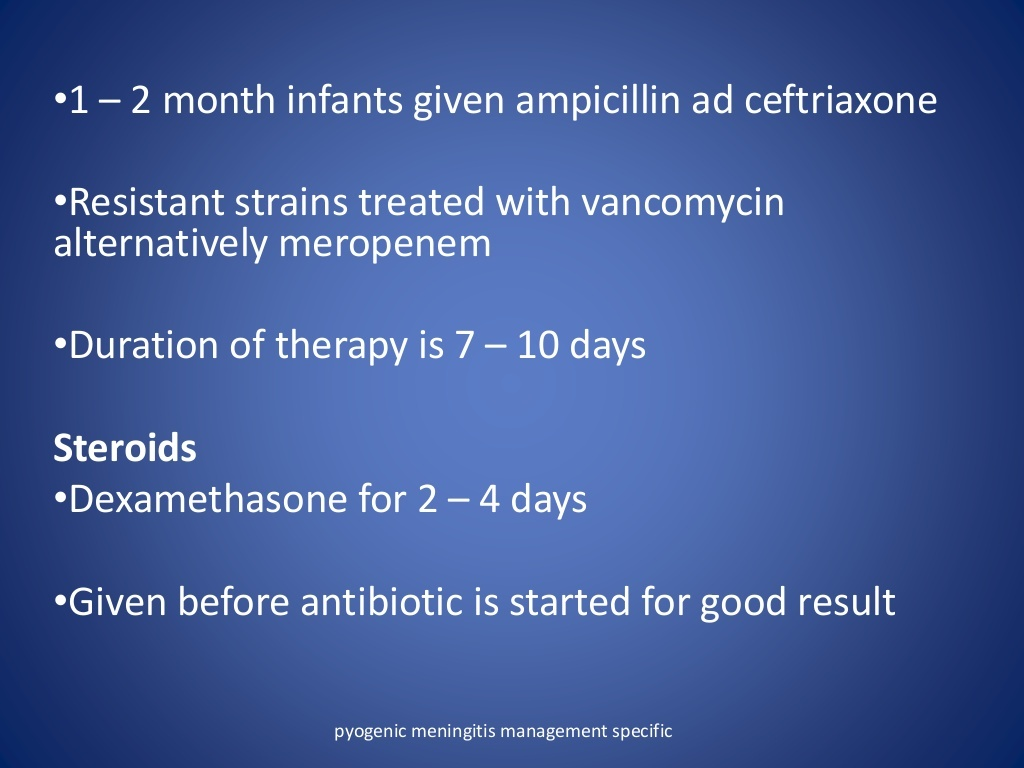 •1 – 2 month infants given ampicillin ad ceftriaxone
•Resistant strains treated with vancomycin
alternatively meropenem
•Duration of therapy is 7 – 10 days
Steroids
•Dexamethasone for 2 – 4 days
•Given before antibiotic is started for good result
pyogenic meningitis management specific